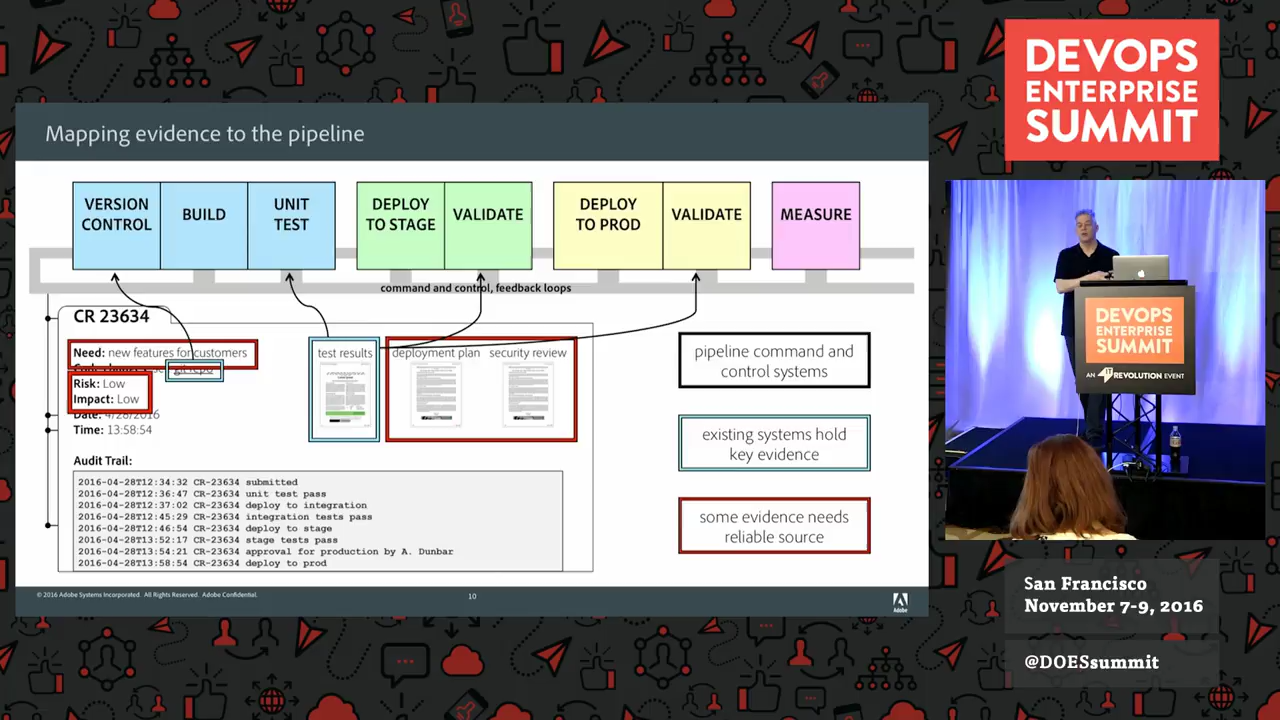 DEVOPS
ENTERPRISE
SUMMIT
Mapping evidence to the pipeline
VERSION
CONTROL
BUILD
UNIT
TEST
DEPLOY
TO STAGE
VALIDATE
DEPLOY
TO PROD
VALIDATE
MEASURE
command and control, feedback loops
CR 23634
Need: new features for customers
git repo
Risk: Low
Impact: Low
Date: 4/28/2016
Time: 13:58:54
test results
deployment plan
security review
Audit Trail:
2016-04-28T12:34:32 CR-23634 submitted
2016-04-28T12:36:47 CR-23634 unit test pass
2016-04-28T12:37:02 CR-23634 deploy to integration
2016-04-28T12:45:29 CR-23634 integration tests pass
2016-04-28T12:46:54 CR-23634 deploy to stage
2016-04-28T13:52:17 CR-23634 stage tests pass
2016-04-28T13:54:21 CR-23634 approval for production by A. Dunbar
2016-04-28T13:58:54 CR-23634 deploy to prod
pipeline command and
control systems
existing systems hold
key evidence
some evidence needs
reliable source
© 2016 Adobe Systems Incorporated. All Rights Reserved. Adobe Confidential.
10
Adobe
DEVOPS
ENTERPRISE
SUMMIT
AN IT REVOLUTION EVENT
San Francisco
November 7-9, 2016
@DOESsummit